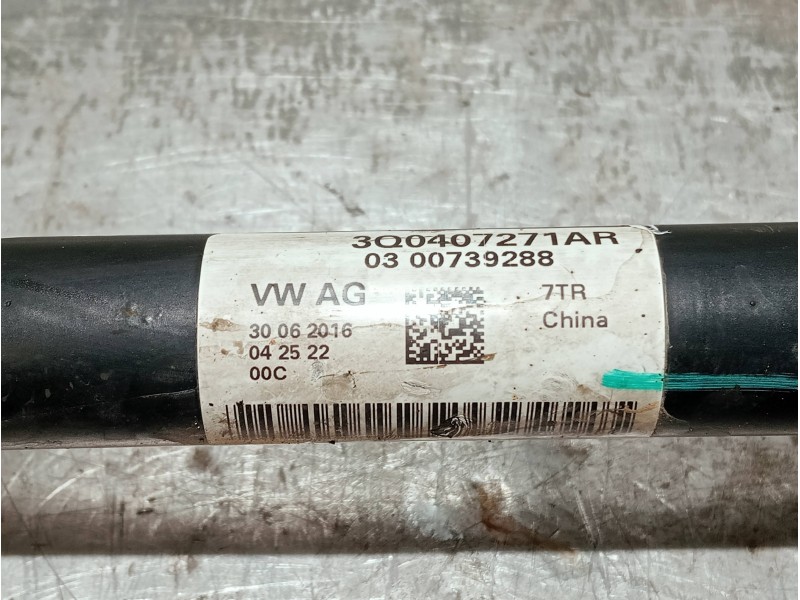 3Q0407271AR
03 00739288
VW AG
7TR
30 06 2016
China
04 25 22
00C